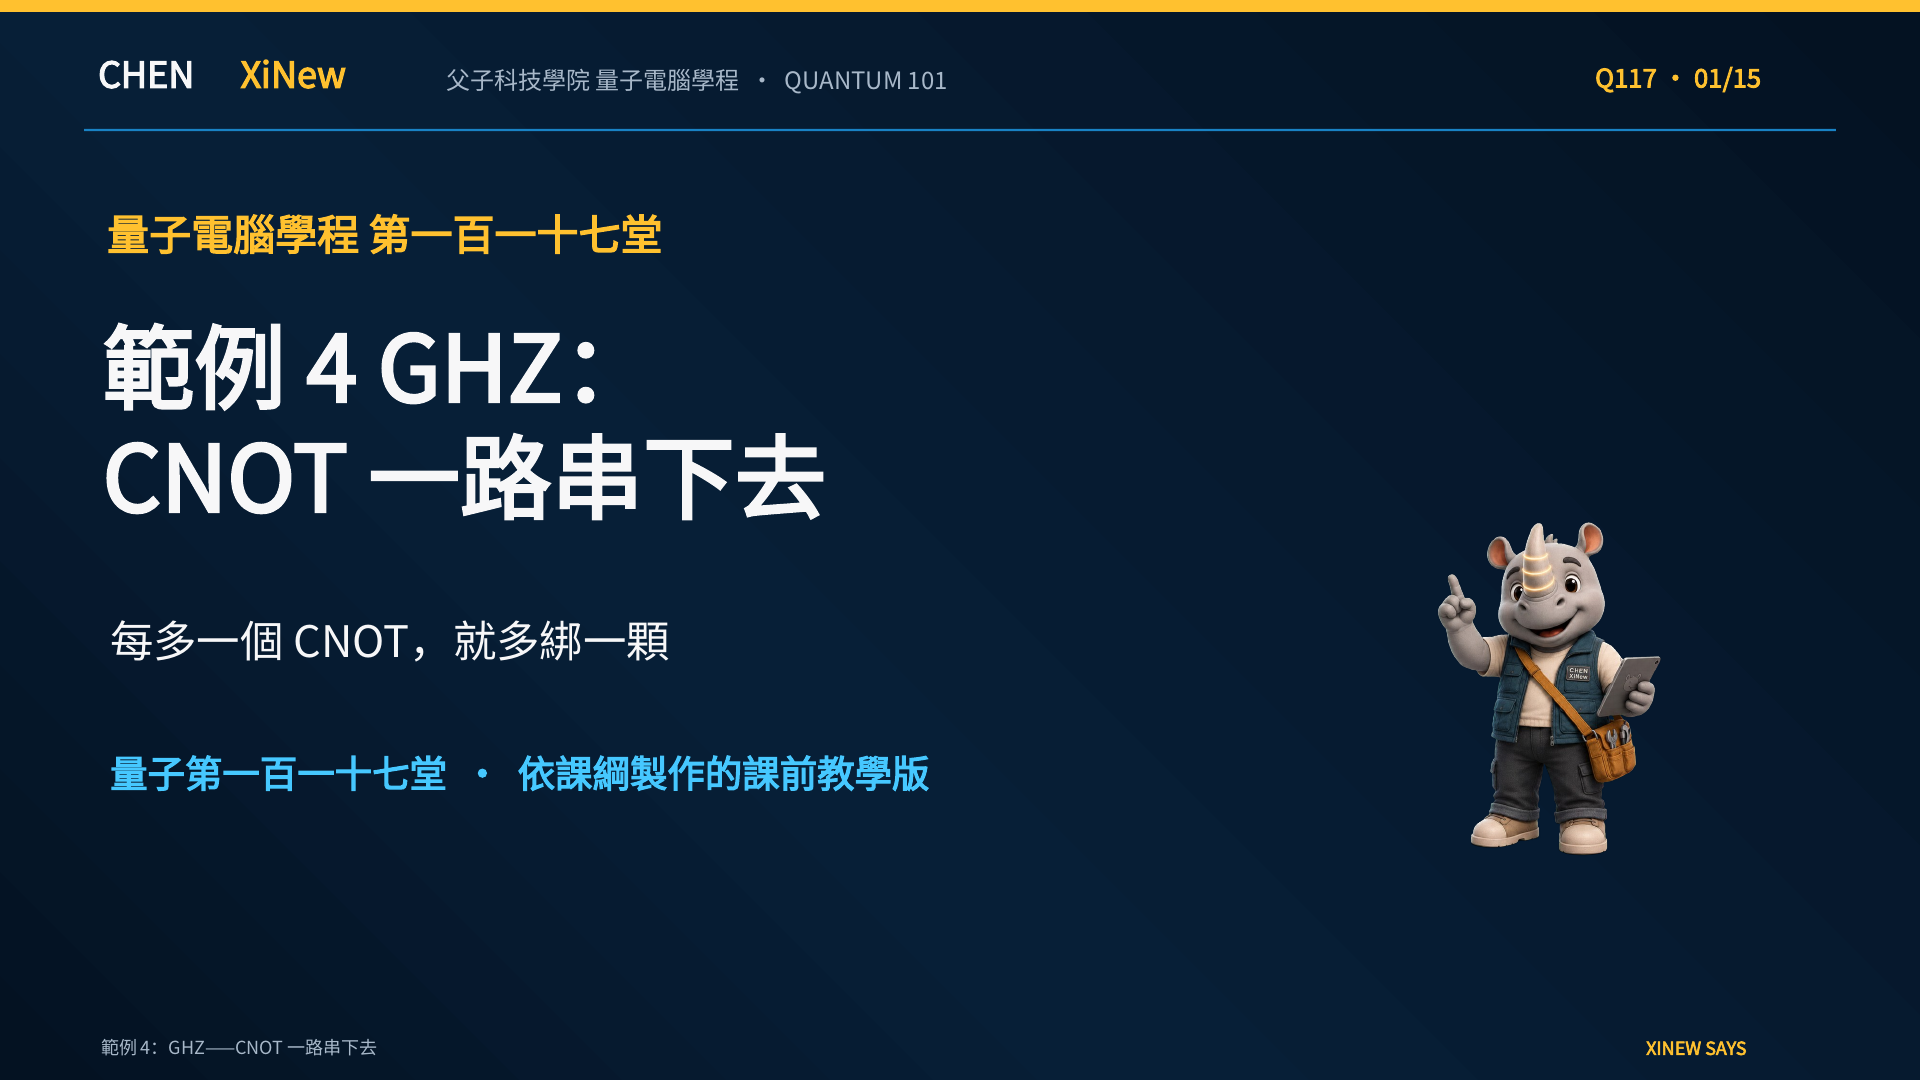 CHEN XiNew 父子科技學院 量子電腦學程 • QUANTUM 101 Q117 • 01/15
量子電腦學程 第一百一十七堂
範例 4 GHZ：
CNOT 一路串下去
每多一個 CNOT，就多綁一顆
CHEN
XiNew
量子第一百一十七堂 • 依課綱製作的課前教學版
範例 4：GHZ——CNOT 一路串下去 XINEW SAYS